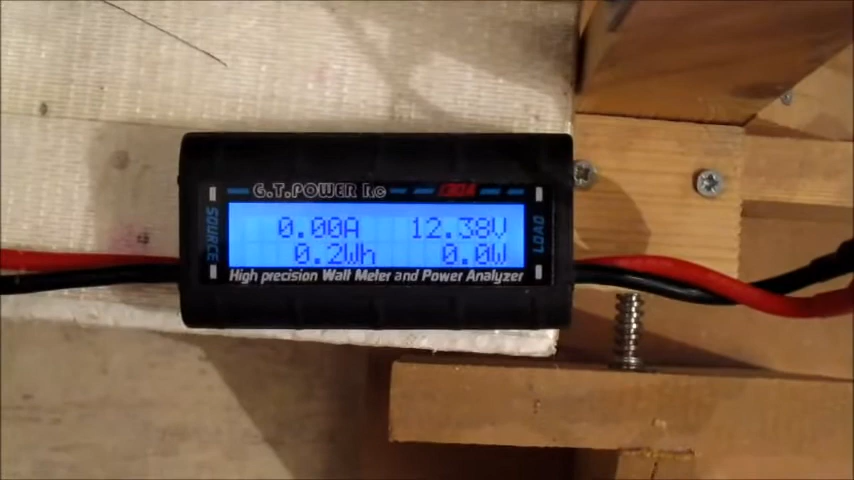 G.T.POWER RC 130A
SOURCE
0.00A 12.38V
0.2Wh 0.0W
LOAD
High precision Watt Meter and Power Analyzer